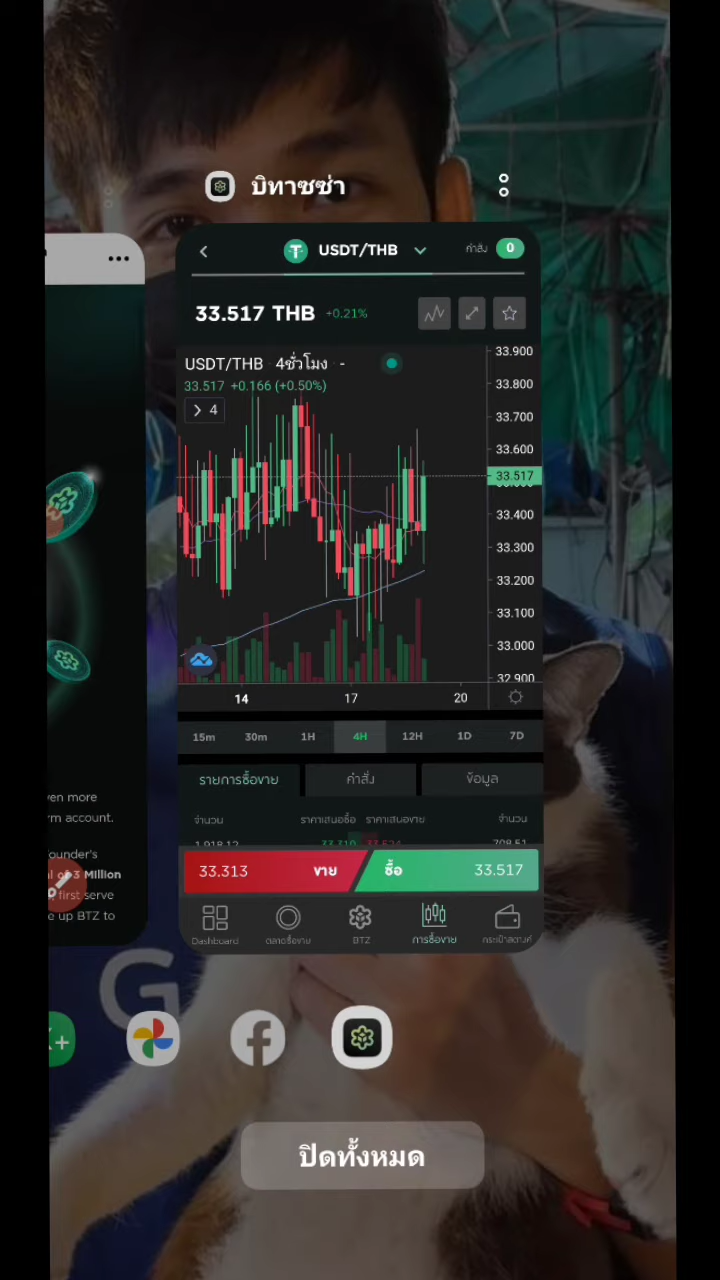 บิทาซซ่า
USDT/THB
คำสั่ง 0
33.517 THB +0.21%
USDT/THB 4ชั่วโมง -
33.517 +0.166 (+0.50%)
4
33.900
33.800
33.700
33.600
33.517
33.400
33.300
33.200
33.100
33.000
32.900
14 17 20
15m 30m 1H 4H 12H 1D 7D
รายการซื้อขาย คำสั่ง ข้อมูล
จำนวน ราคาเสนอซื้อ ราคาเสนอขาย จำนวน
33.313 ขาย ซื้อ 33.517
Dashboard ตลาดซื้อขาย BTZ การซื้อขาย กระเป๋าสตางค์
ven more
rm account.
ounder's
3 Million
first serve
e up BTZ to
G
ปิดทั้งหมด